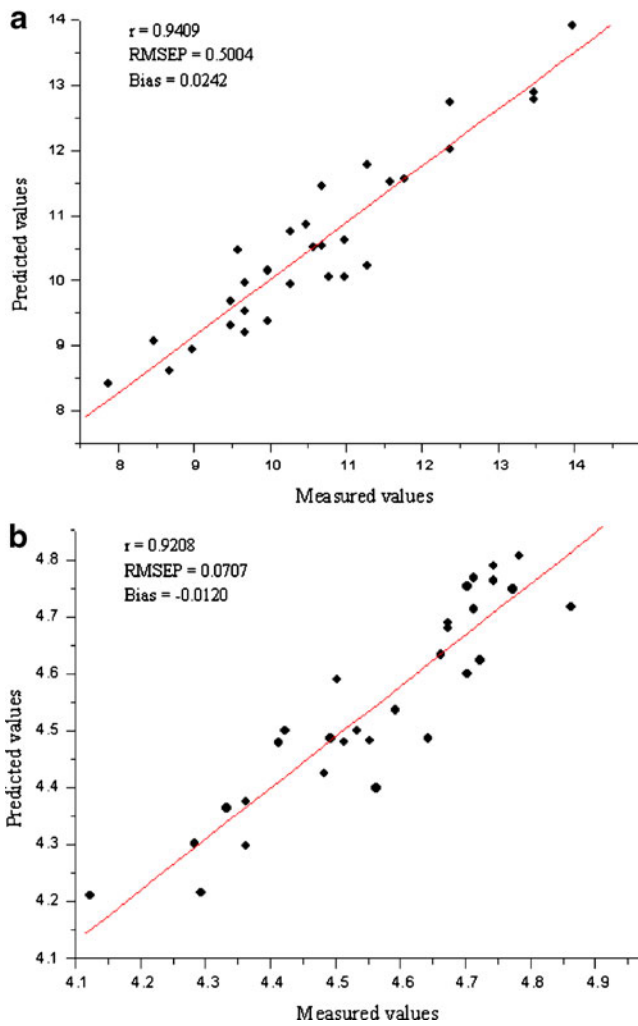 a
r = 0.9409
RMSEP = 0.5004
Bias = 0.0242
14
13
12
11
10
9
8
Predicted values
8 9 10 11 12 13 14
Measured values
b
r = 0.9208
RMSEP = 0.0707
Bias = -0.0120
4.8
4.7
4.6
4.5
4.4
4.3
4.2
4.1
Predicted values
4.1 4.2 4.3 4.4 4.5 4.6 4.7 4.8 4.9
Measured values